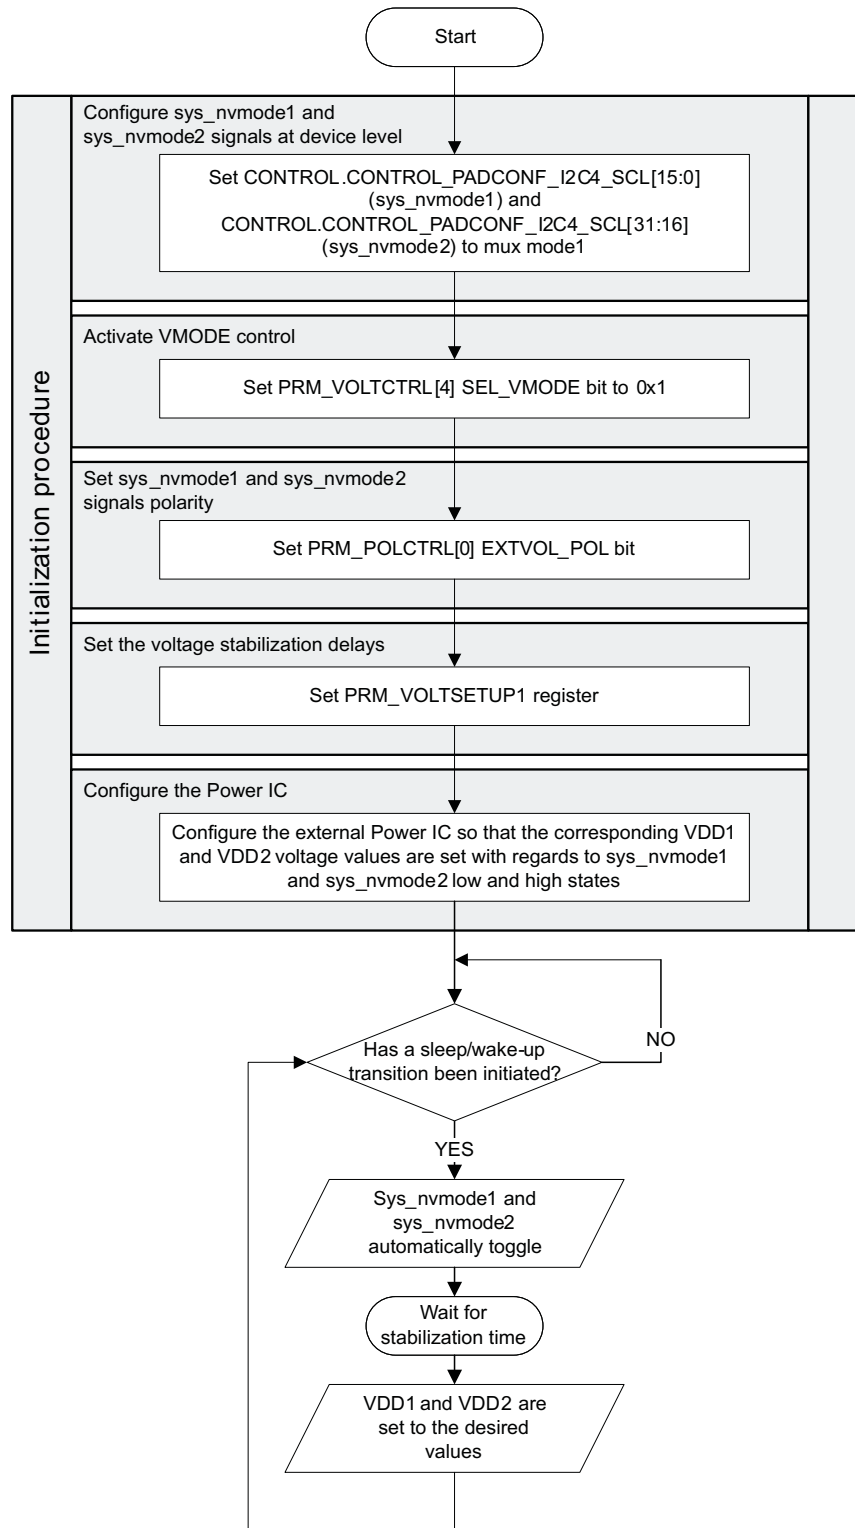 Start
Initialization procedure
Configure sys_nvmode1 and
sys_nvmode2 signals at device level
Set CONTROL.CONTROL_PADCONF_I2C4_SCL[15:0]
(sys_nvmode1) and
CONTROL.CONTROL_PADCONF_I2C4_SCL[31:16]
(sys_nvmode2) to mux mode1
Activate VMODE control
Set PRM_VOLTCTRL[4] SEL_VMODE bit to 0x1
Set sys_nvmode1 and sys_nvmode2
signals polarity
Set PRM_POLCTRL[0] EXTVOL_POL bit
Set the voltage stabilization delays
Set PRM_VOLTSETUP1 register
Configure the Power IC
Configure the external Power IC so that the corresponding VDD1
and VDD2 voltage values are set with regards to sys_nvmode1
and sys_nvmode2 low and high states
Has a sleep/wake-up
transition been initiated?
NO
YES
Sys_nvmode1 and
sys_nvmode2
automatically toggle
Wait for
stabilization time
VDD1 and VDD2 are
set to the desired
values